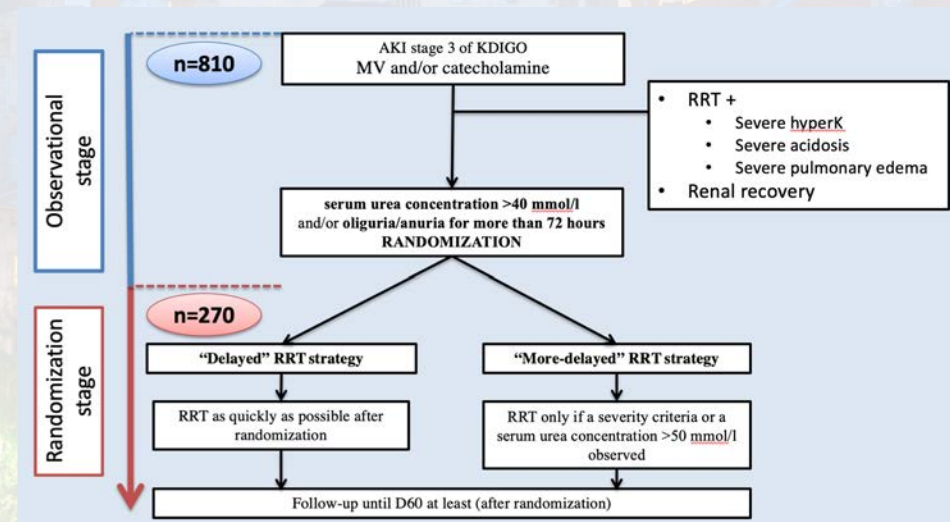 Observational
stage
n=810
AKI stage 3 of KDIGO
MV and/or catecholamine
• RRT +
• Severe hyperK
• Severe acidosis
• Severe pulmonary edema
• Renal recovery
serum urea concentration >40 mmol/l
and/or oliguria/anuria for more than 72 hours
RANDOMIZATION
Randomization
stage
n=270
“Delayed” RRT strategy
RRT as quickly as possible after
randomization
“More-delayed” RRT strategy
RRT only if a severity criteria or a
serum urea concentration >50 mmol/l
observed
Follow-up until D60 at least (after randomization)